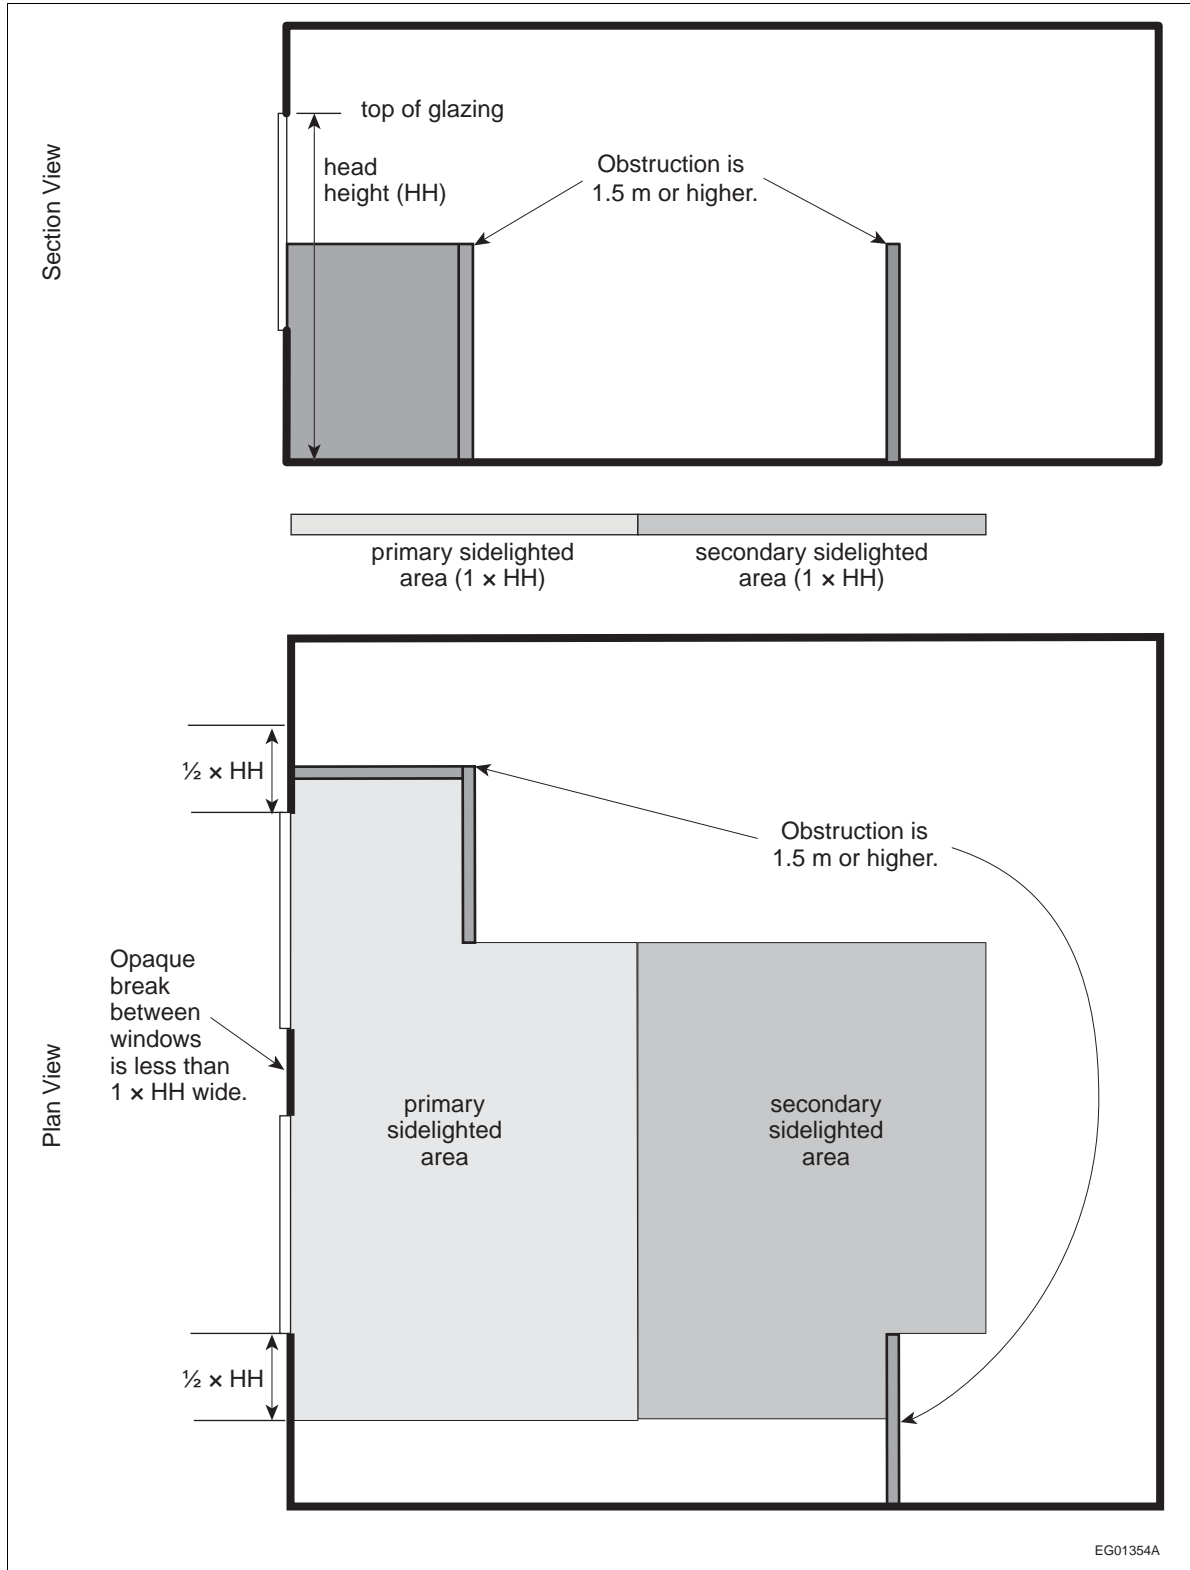 Section View
top of glazing
head
height (HH)
Obstruction is
1.5 m or higher.
primary sidelighted
area (1 × HH)
secondary sidelighted
area (1 × HH)
Plan View
½ × HH
Obstruction is
1.5 m or higher.
Opaque
break
between
windows
is less than
1 × HH wide.
primary
sidelighted
area
secondary
sidelighted
area
½ × HH
EG01354A